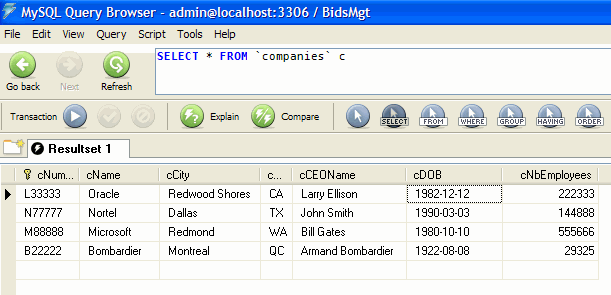 MySQL Query Browser - admin@localhost:3306 / BidsMgt
File Edit View Query Script Tools Help
SELECT * FROM `companies` c
Go back Next Refresh
Transaction Explain Compare SELECT FROM WHERE GROUP HAVING ORDER
Resultset 1
cNum... cName cCity c... cCEOName cDOB cNbEmployees
L33333 Oracle Redwood Shores CA Larry Ellison 1982-12-12 222333
N77777 Nortel Dallas TX John Smith 1990-03-03 144888
M88888 Microsoft Redmond WA Bill Gates 1980-10-10 555666
B22222 Bombardier Montreal QC Armand Bombardier 1922-08-08 29325